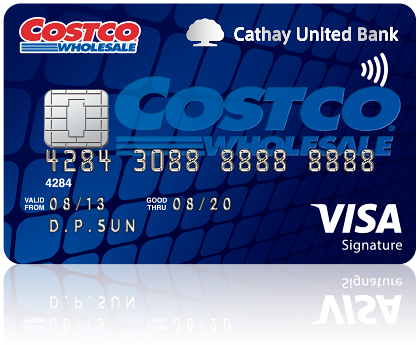 COSTCO WHOLESALE
Cathay United Bank
COSTCO
WHOLESALE
4284 3088 8888 8888
4284
VALID FROM 08/13 GOOD THRU 08/20
D.P.SUN
VISA
Signature